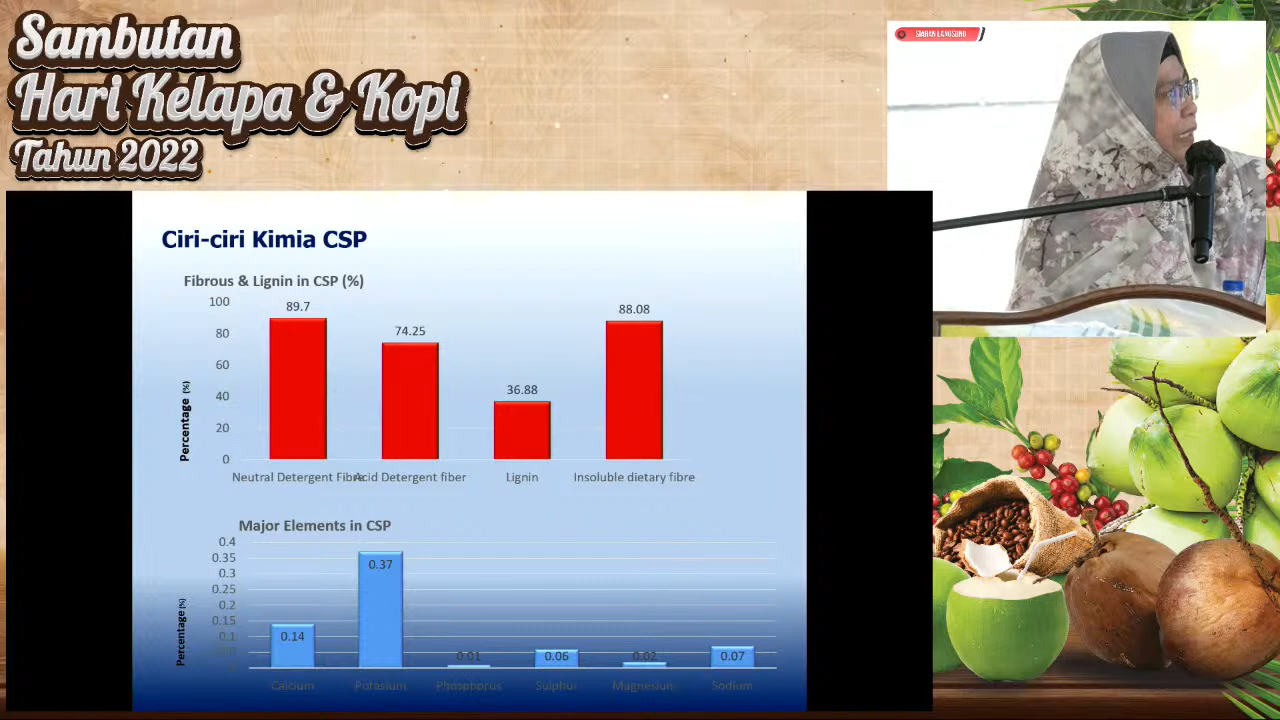 Sambutan
Hari Kelapa & Kopi
Tahun 2022
SIARAN LANGSUNG
Ciri-ciri Kimia CSP
Fibrous & Lignin in CSP (%)
Percentage (%)
100
80
60
40
20
0
89.7
74.25
36.88
88.08
Neutral Detergent Fibre
Acid Detergent fiber
Lignin
Insoluble dietary fibre
Major Elements in CSP
Percentage (%)
0.4
0.35
0.3
0.25
0.2
0.15
0.1
0.14
0.37
0.01
0.06
0.02
0.07
Calcium
Potasium
Phospporus
Sulphur
Magnesium
Sodium